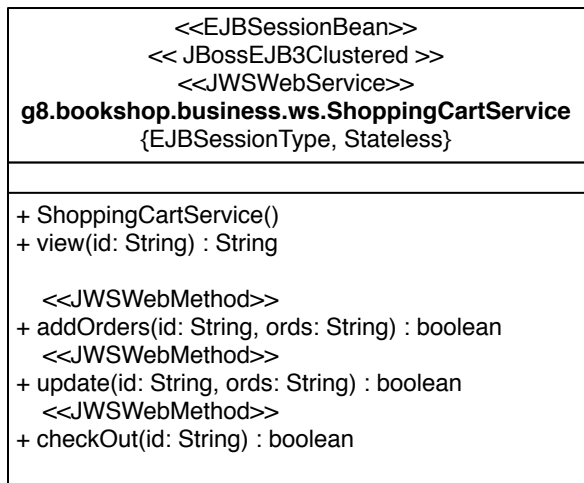 <<EJBSessionBean>>
<< JBossEJB3Clustered >>
<<JWSWebService>>
g8.bookshop.business.ws.ShoppingCartService
{EJBSessionType, Stateless}
+ ShoppingCartService()
+ view(id: String) : String
<<JWSWebMethod>>
+ addOrders(id: String, ords: String) : boolean
<<JWSWebMethod>>
+ update(id: String, ords: String) : boolean
<<JWSWebMethod>>
+ checkOut(id: String) : boolean